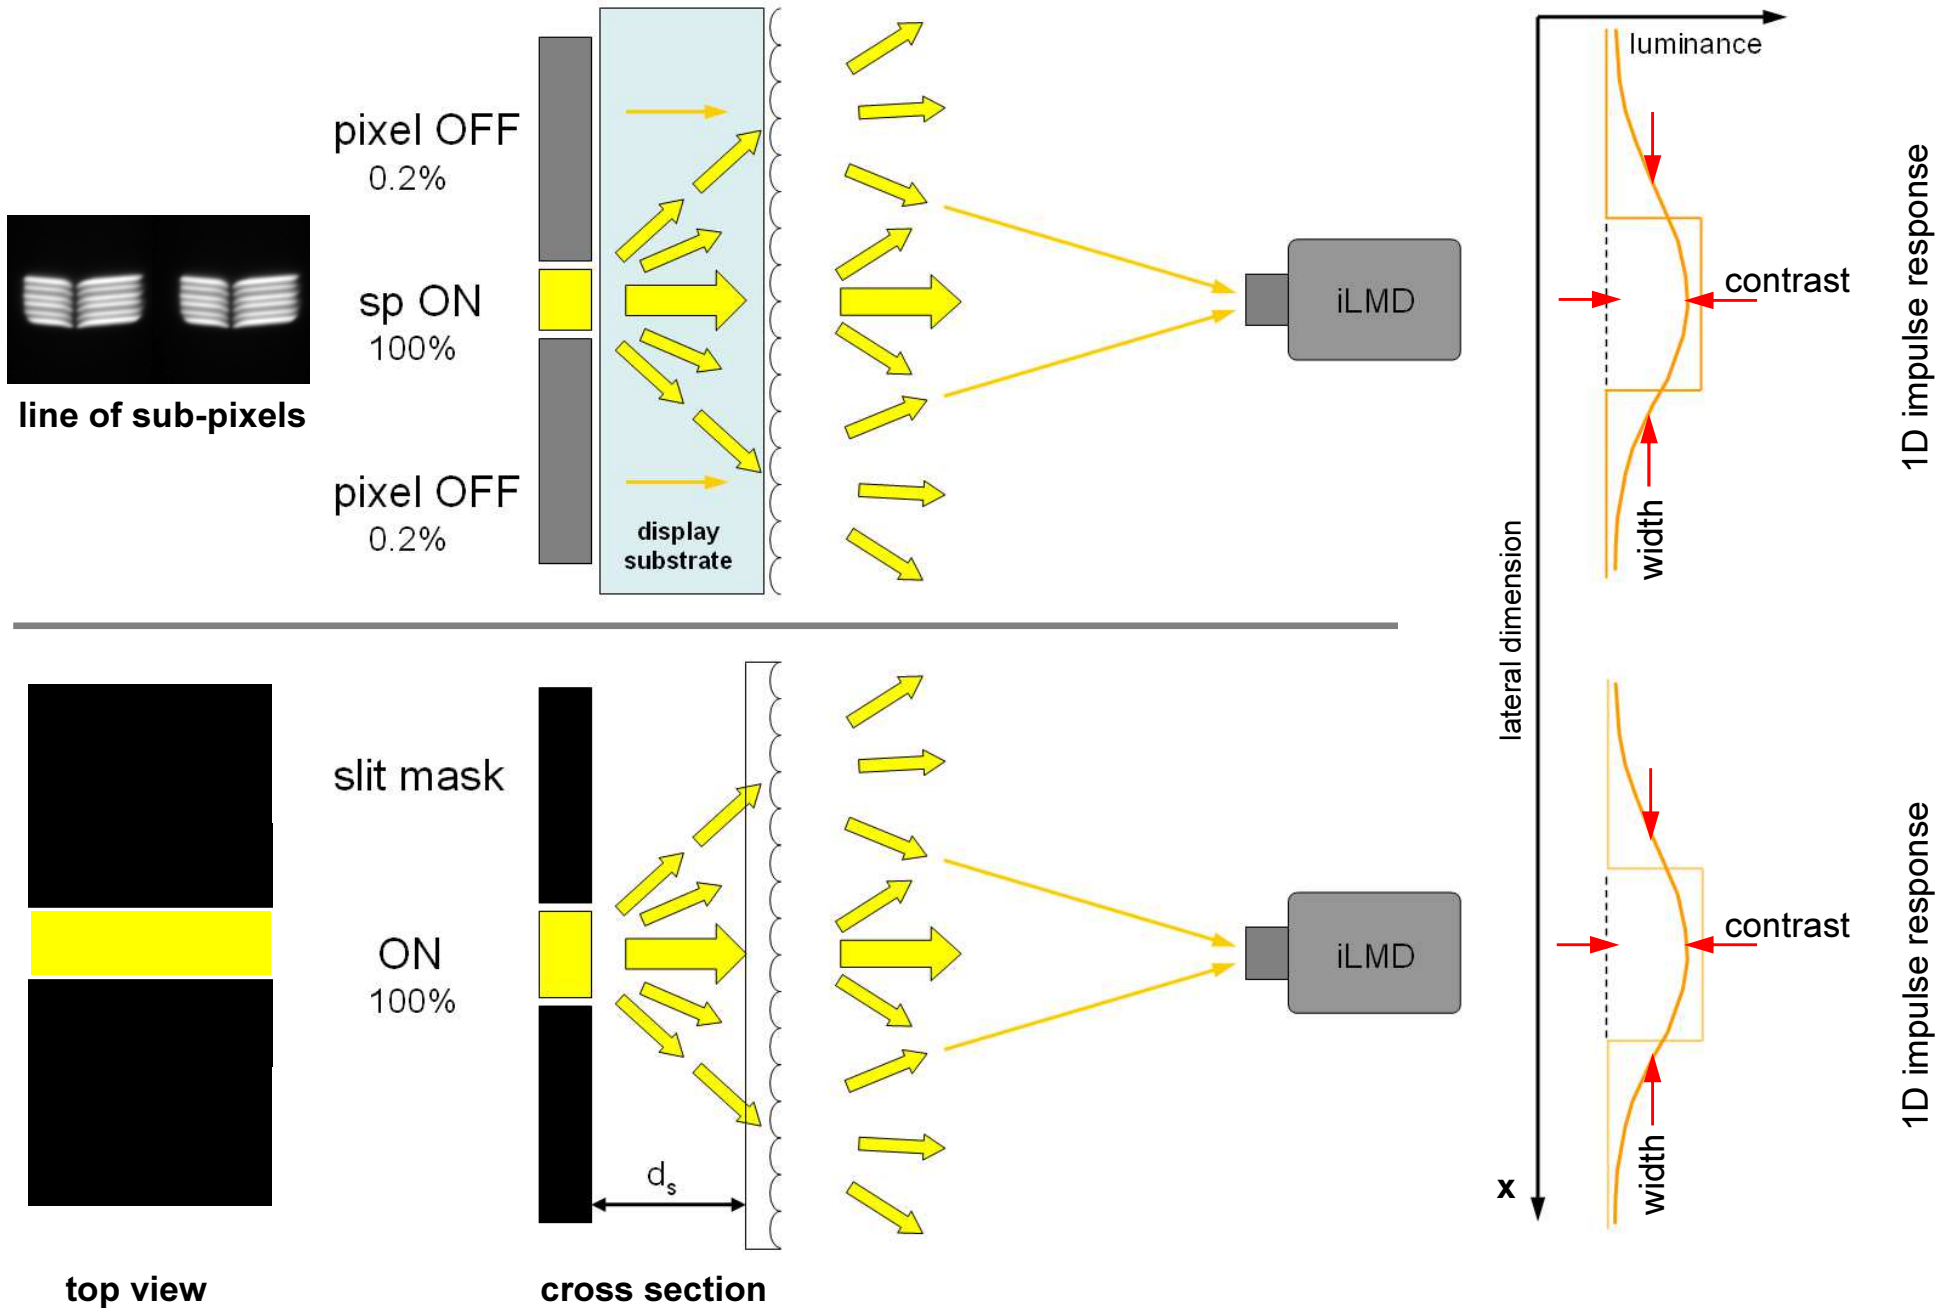 luminance
pixel OFF
0.2%
1D impulse response
sp ON
100%
iLMD
contrast
line of sub-pixels
pixel OFF
0.2%
display
substrate
width
lateral dimension
slit mask
ON
100%
iLMD
contrast
1D impulse response
width
ds
x
top view
cross section